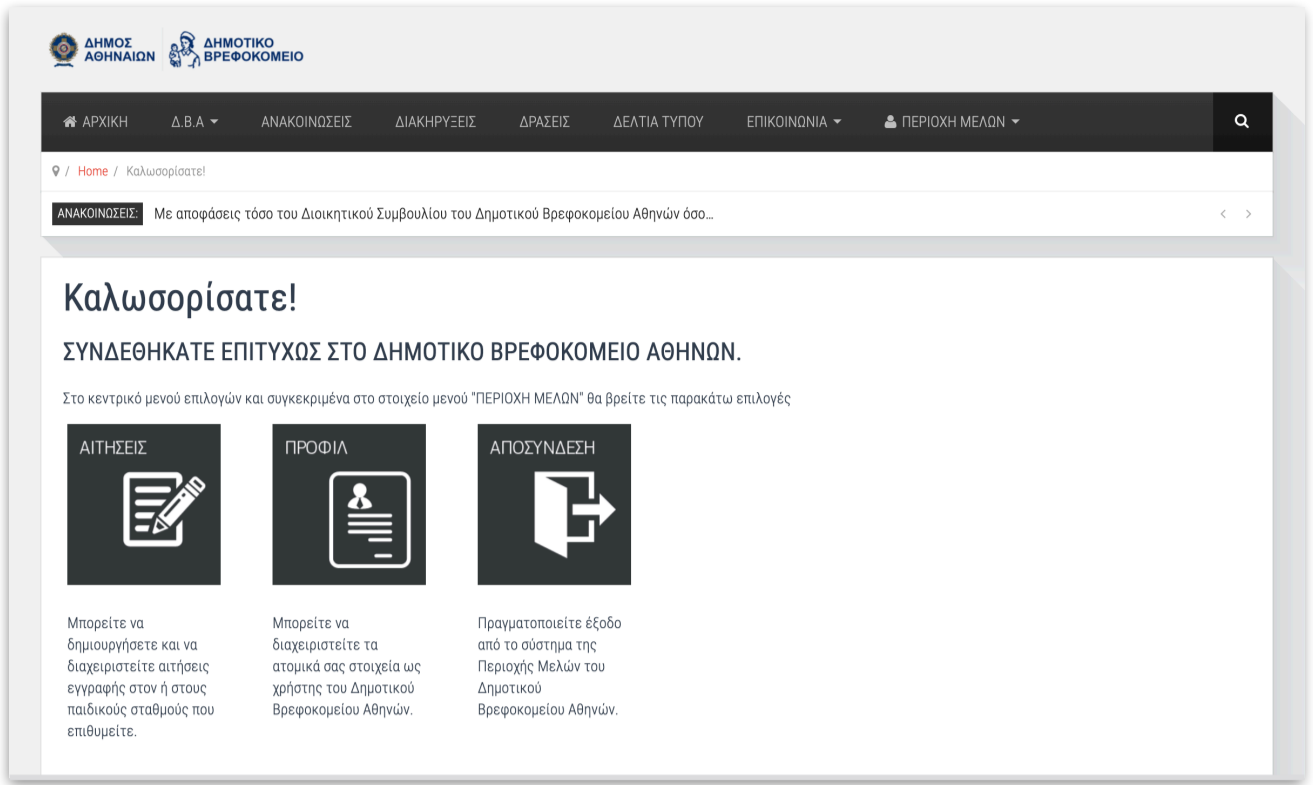 ΔΗΜΟΣ
ΑΘΗΝΑΙΩΝ
ΔΗΜΟΤΙΚΟ
ΒΡΕΦΟΚΟΜΕΙΟ
ΑΡΧΙΚΗ Δ.Β.Α ΑΝΑΚΟΙΝΩΣΕΙΣ ΔΙΑΚΗΡΥΞΕΙΣ ΔΡΑΣΕΙΣ ΔΕΛΤΙΑ ΤΥΠΟΥ ΕΠΙΚΟΙΝΩΝΙΑ ΠΕΡΙΟΧΗ ΜΕΛΩΝ
/ Home / Καλωσορίσατε!
ΑΝΑΚΟΙΝΩΣΕΙΣ: Με αποφάσεις τόσο του Διοικητικού Συμβουλίου του Δημοτικού Βρεφοκομείου Αθηνών όσο...
Καλωσορίσατε!
ΣΥΝΔΕΘΗΚΑΤΕ ΕΠΙΤΥΧΩΣ ΣΤΟ ΔΗΜΟΤΙΚΟ ΒΡΕΦΟΚΟΜΕΙΟ ΑΘΗΝΩΝ.
Στο κεντρικό μενού επιλογών και συγκεκριμένα στο στοιχείο μενού "ΠΕΡΙΟΧΗ ΜΕΛΩΝ" θα βρείτε τις παρακάτω επιλογές
ΑΙΤΗΣΕΙΣ
Μπορείτε να
δημιουργήσετε και να
διαχειριστείτε αιτήσεις
εγγραφής στον ή στους
παιδικούς σταθμούς που
επιθυμείτε.
ΠΡΟΦΙΛ
Μπορείτε να
διαχειριστείτε τα
ατομικά σας στοιχεία ως
χρήστης του Δημοτικού
Βρεφοκομείου Αθηνών.
ΑΠΟΣΥΝΔΕΣΗ
Πραγματοποιείτε έξοδο
από το σύστημα της
Περιοχής Μελών του
Δημοτικού
Βρεφοκομείου Αθηνών.